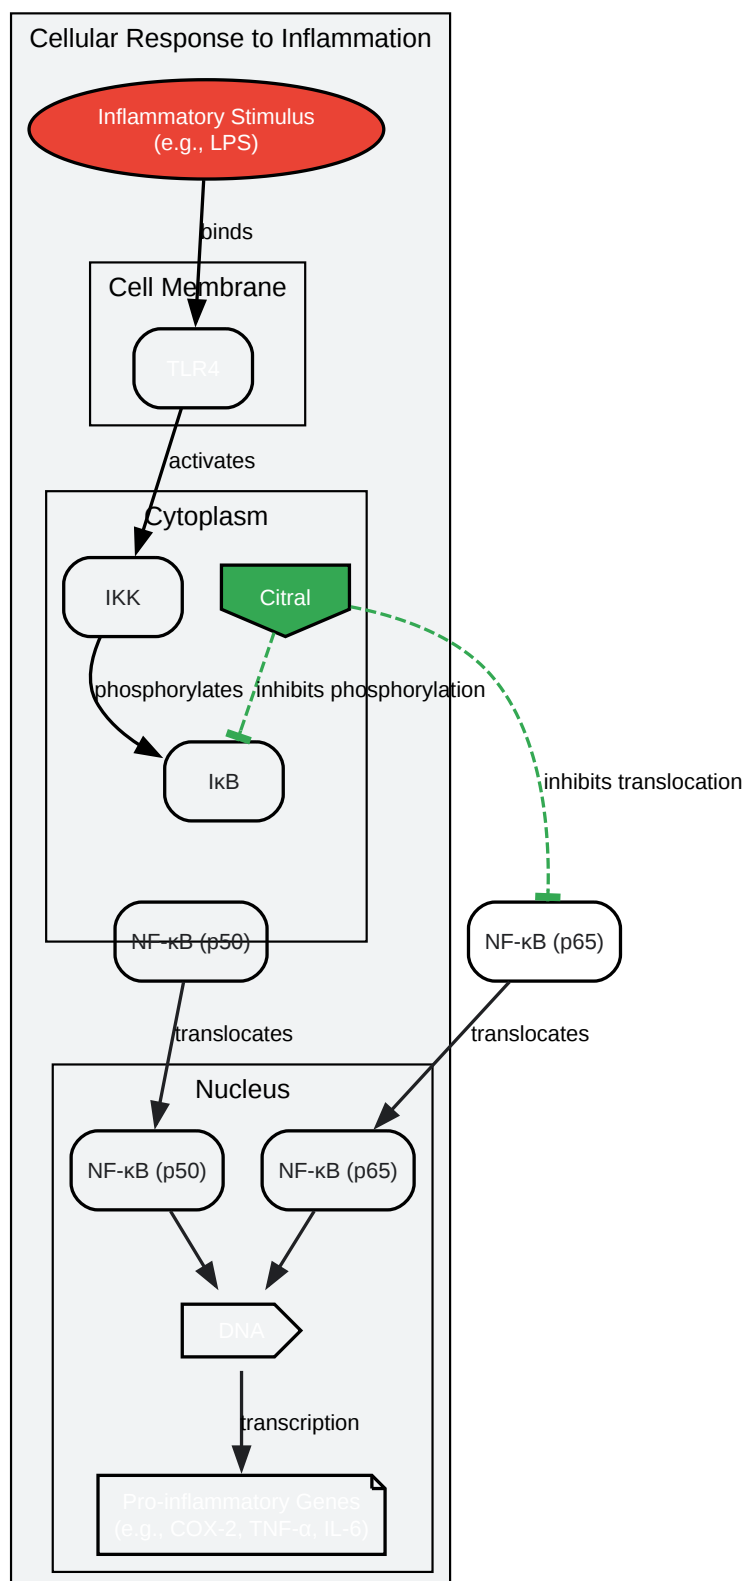 Cellular Response to Inflammation
Inflammatory Stimulus
(e.g., LPS)
binds
Cell Membrane
TLR4
activates
Cytoplasm
IKK
Citral
phosphorylates
inhibits phosphorylation
IκB
inhibits translocation
NF-κB (p50)
NF-κB (p65)
translocates
translocates
Nucleus
NF-κB (p50)
NF-κB (p65)
DNA
transcription
Pro-inflammatory Genes
(e.g., COX-2, TNF-α, IL-6)